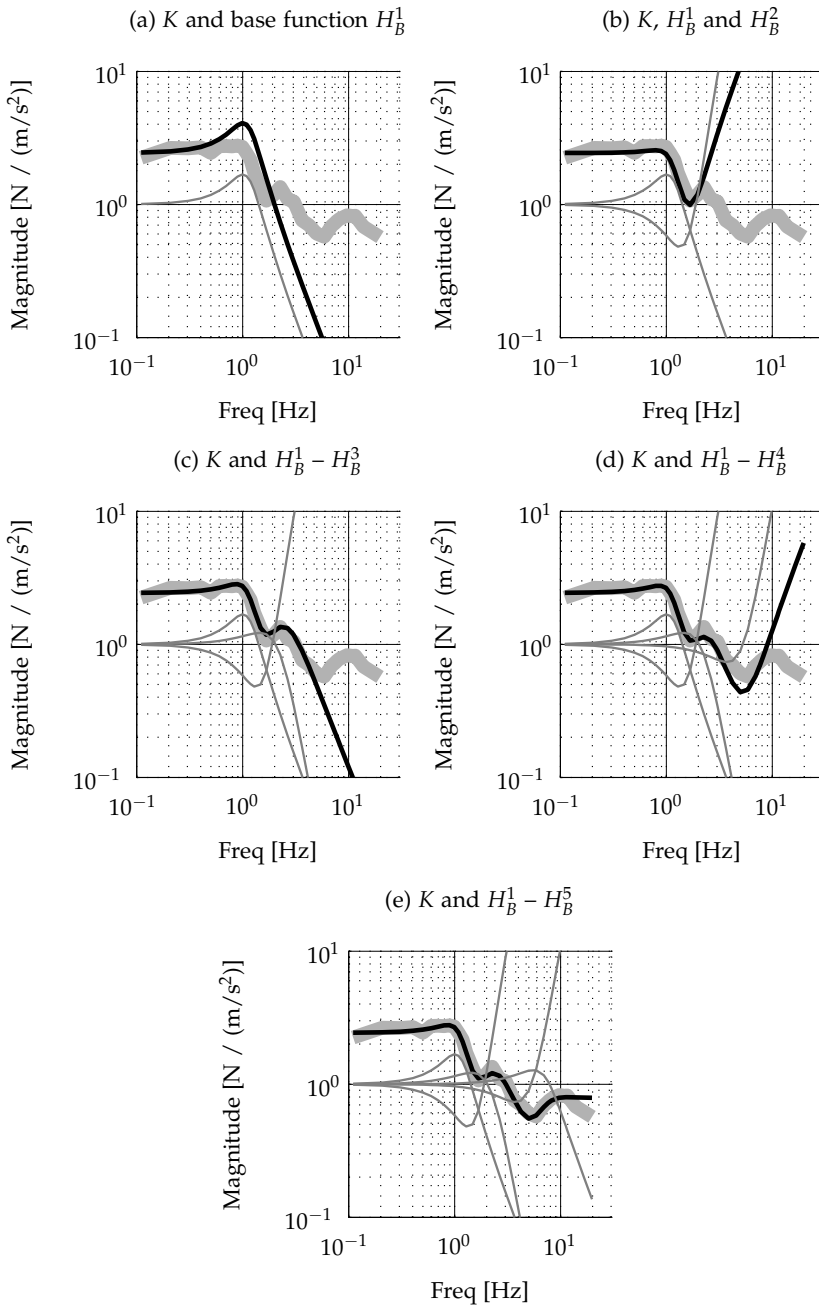 (a) K and base function H_B^1
(b) K, H_B^1 and H_B^2
Magnitude [N / (m/s²)]
10^1
10^0
10^−1
10^−1 10^0 10^1
Freq [Hz]
Magnitude [N / (m/s²)]
10^1
10^0
10^−1
10^−1 10^0 10^1
Freq [Hz]
(c) K and H_B^1 – H_B^3
(d) K and H_B^1 – H_B^4
Magnitude [N / (m/s²)]
10^1
10^0
10^−1
10^−1 10^0 10^1
Freq [Hz]
Magnitude [N / (m/s²)]
10^1
10^0
10^−1
10^−1 10^0 10^1
Freq [Hz]
(e) K and H_B^1 – H_B^5
Magnitude [N / (m/s²)]
10^1
10^0
10^−1
10^−1 10^0 10^1
Freq [Hz]